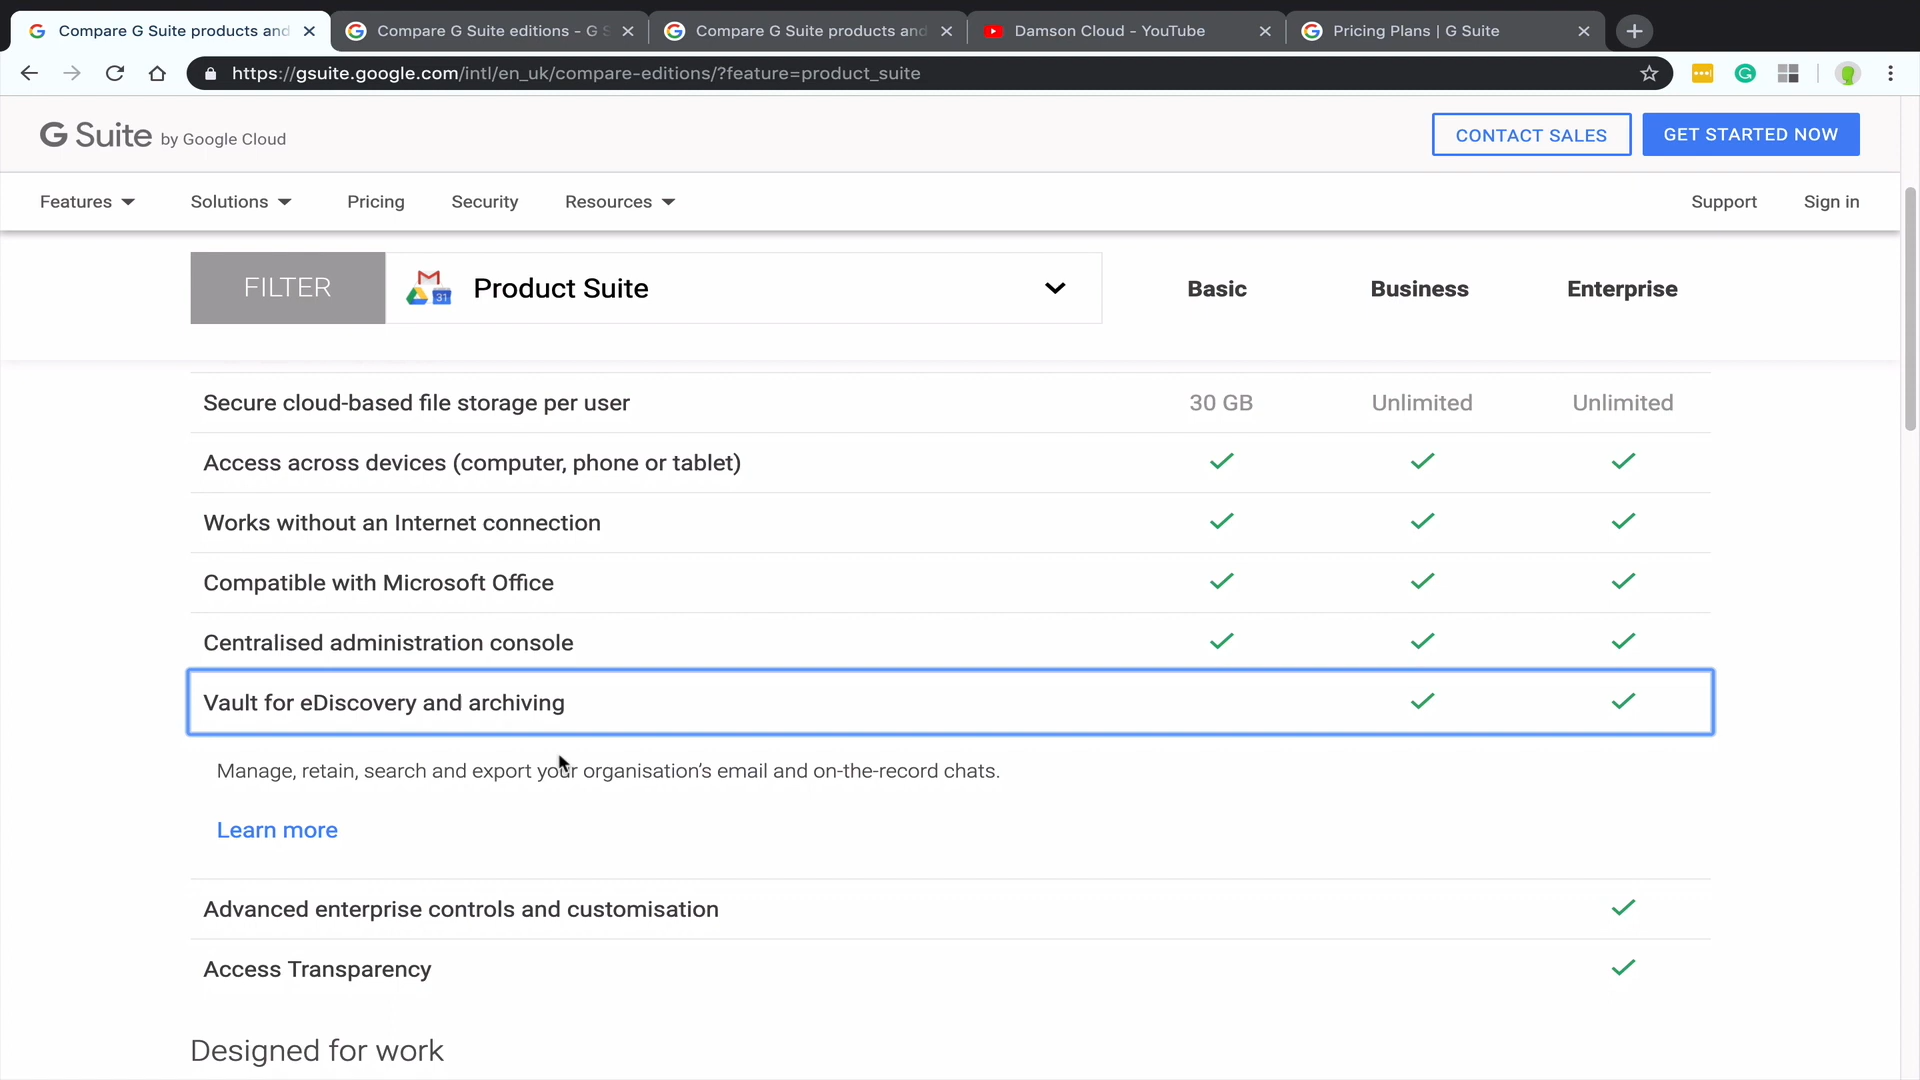 Compare G Suite products and
Compare G Suite editions - G S
Compare G Suite products and
Damson Cloud - YouTube
Pricing Plans | G Suite
https://gsuite.google.com/intl/en_uk/compare-editions/?feature=product_suite
G Suite by Google Cloud
CONTACT SALES
GET STARTED NOW
Features
Solutions
Pricing
Security
Resources
Support
Sign in
FILTER
31
Product Suite
Basic
Business
Enterprise
Secure cloud-based file storage per user 30 GB Unlimited Unlimited
Access across devices (computer, phone or tablet)
Works without an Internet connection
Compatible with Microsoft Office
Centralised administration console
Vault for eDiscovery and archiving
Manage, retain, search and export your organisation's email and on-the-record chats.
Learn more
Advanced enterprise controls and customisation
Access Transparency
Designed for work